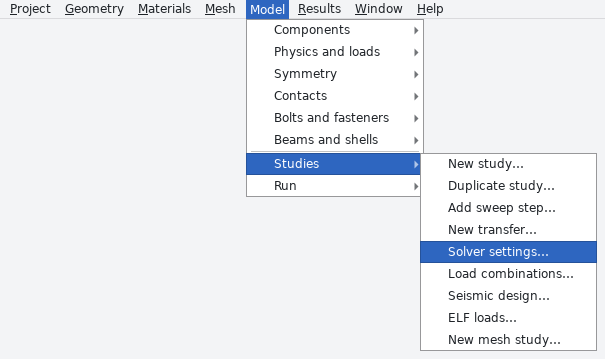 Project Geometry Materials Mesh Model Results Window Help
Components
Physics and loads
Symmetry
Contacts
Bolts and fasteners
Beams and shells
Studies
Run
New study...
Duplicate study...
Add sweep step...
New transfer...
Solver settings...
Load combinations...
Seismic design...
ELF loads...
New mesh study...